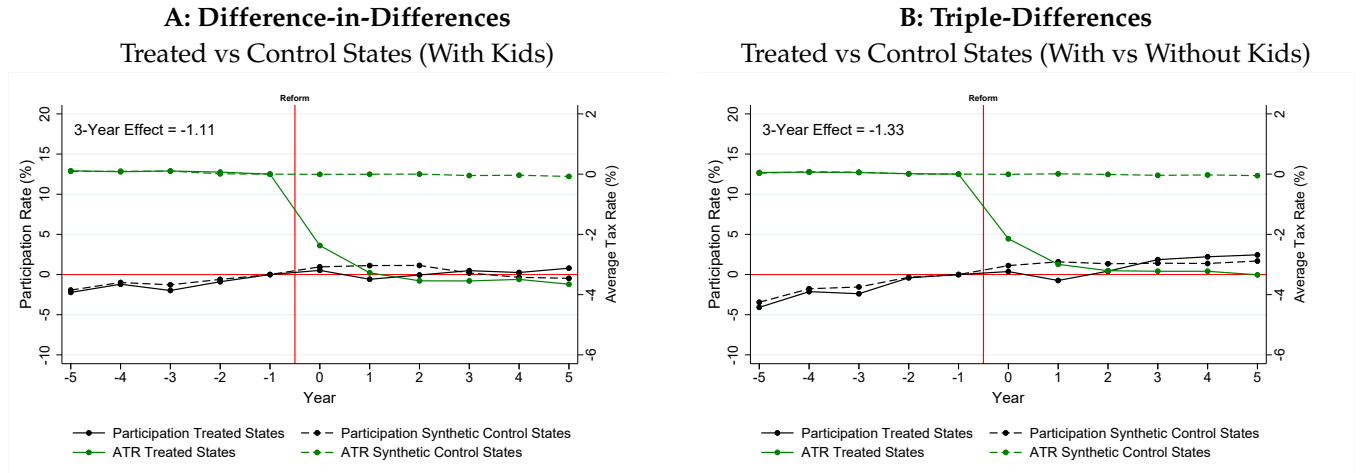 A: Difference-in-Differences
Treated vs Control States (With Kids)
Reform
3-Year Effect = -1.11
Participation Rate (%)
20
15
10
5
0
-5
-10
Average Tax Rate (%)
2
0
-2
-4
-6
-5 -4 -3 -2 -1 0 1 2 3 4 5
Year
Participation Treated States
Participation Synthetic Control States
ATR Treated States
ATR Synthetic Control States
B: Triple-Differences
Treated vs Control States (With vs Without Kids)
Reform
3-Year Effect = -1.33
Participation Rate (%)
20
15
10
5
0
-5
-10
Average Tax Rate (%)
2
0
-2
-4
-6
-5 -4 -3 -2 -1 0 1 2 3 4 5
Year
Participation Treated States
Participation Synthetic Control States
ATR Treated States
ATR Synthetic Control States